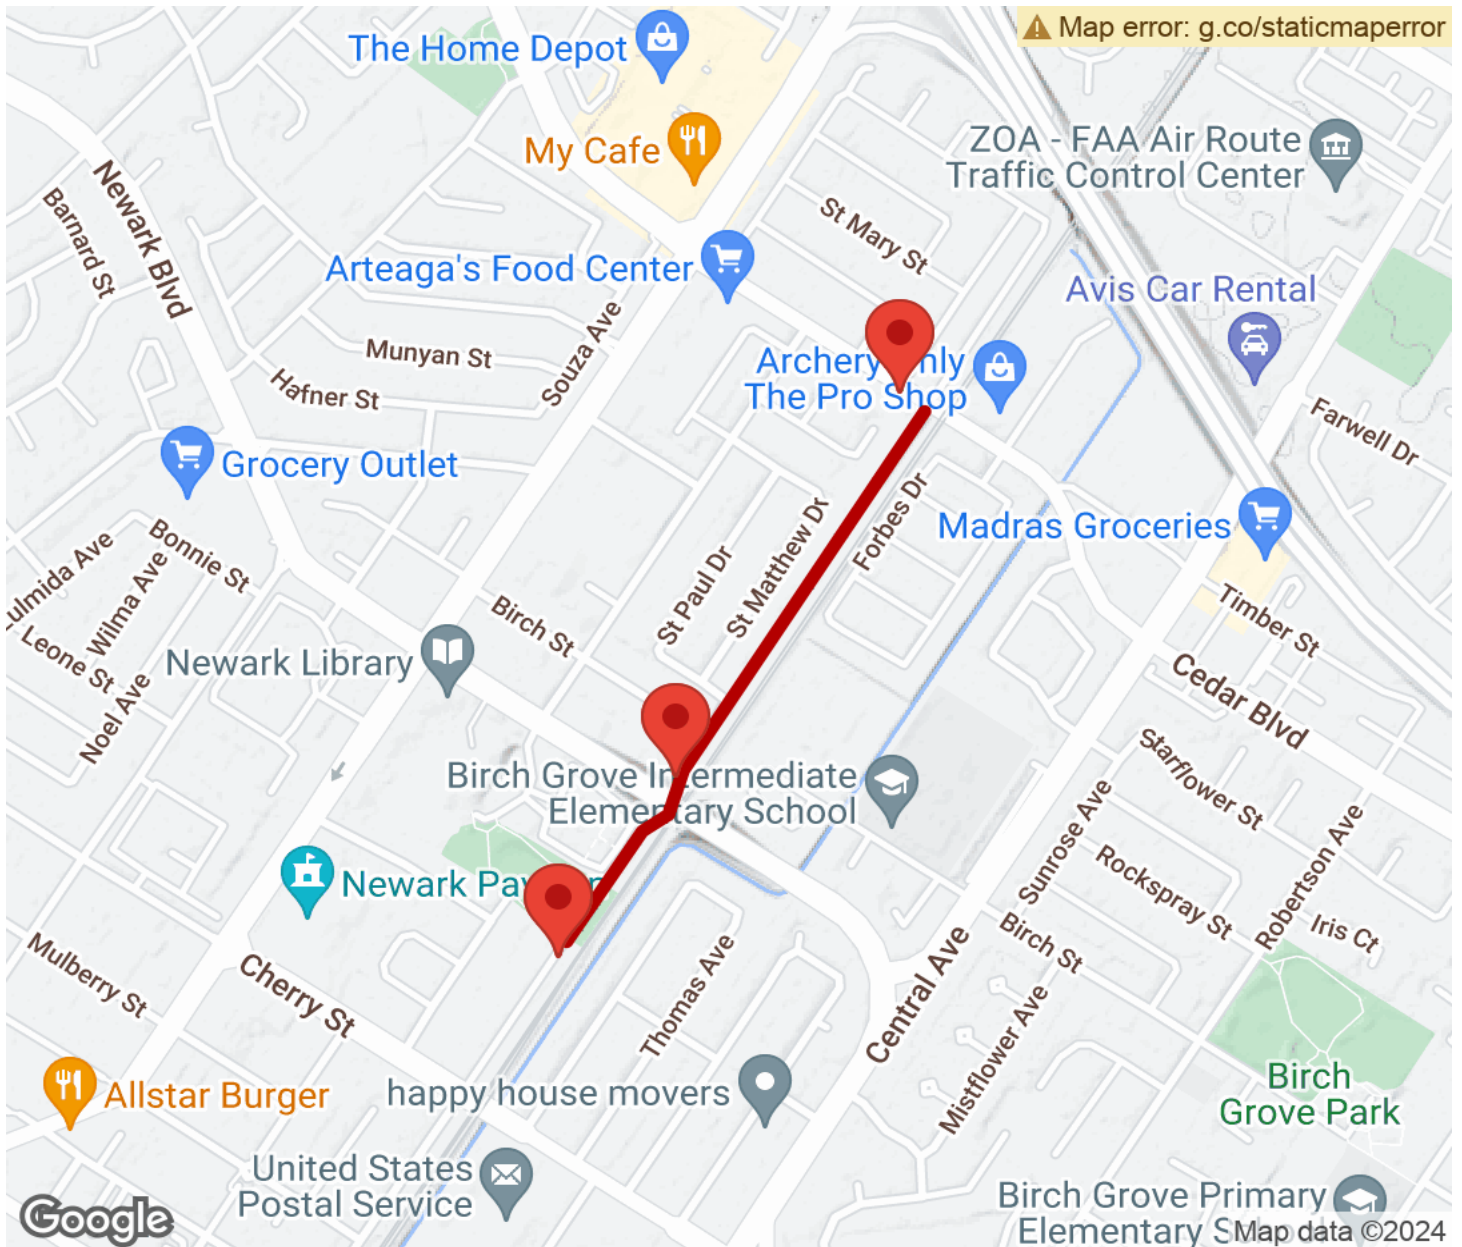 Map error: g.co/staticmaperror
The Home Depot
My Cafe
ZOA - FAA Air Route
Traffic Control Center
Newark Blvd
Barnard St
St Mary St
Arteaga's Food Center
Avis Car Rental
Munyan St
Souza Ave
Hafner St
The Pro Shop
Farwell Dr
Grocery Outlet
Madras Groceries
Forbes Dr
St Matthew Dr
St Paul Dr
Bonnie St
Wilma Ave
Leone St
Noel Ave
Birch St
Timber St
Newark Library
Cedar Blvd
Starflower St
Birch Grove Intermediate
Elementary School
Sunrose Ave
Robertson Ave
Rockspray St
Iris Ct
Newark
Birch St
Mulberry St
Cherry St
Thomas Ave
Central Ave
Mistflower Ave
Birch
Grove Park
Allstar Burger
happy house movers
United States
Postal Service
Birch Grove Primary
Elementary
Google
Map data ©2024